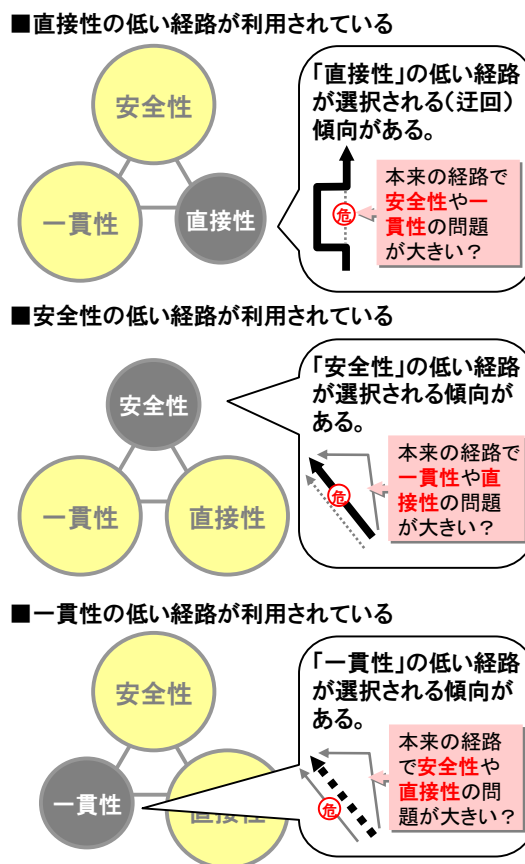 ■直接性の低い経路が利用されている
安全性
一貫性
直接性
「直接性」の低い経路
が選択される(迂回)
傾向がある。
危
本来の経路で
安全性や一
貫性の問題
が大きい?
■安全性の低い経路が利用されている
安全性
一貫性
直接性
「安全性」の低い経路
が選択される傾向が
ある。
危
本来の経路で
一貫性や直
接性の問題
が大きい?
■一貫性の低い経路が利用されている
安全性
一貫性
直接性
「一貫性」の低い経路
が選択される傾向が
ある。
危
本来の経路
で安全性や
直接性の問
題が大きい?